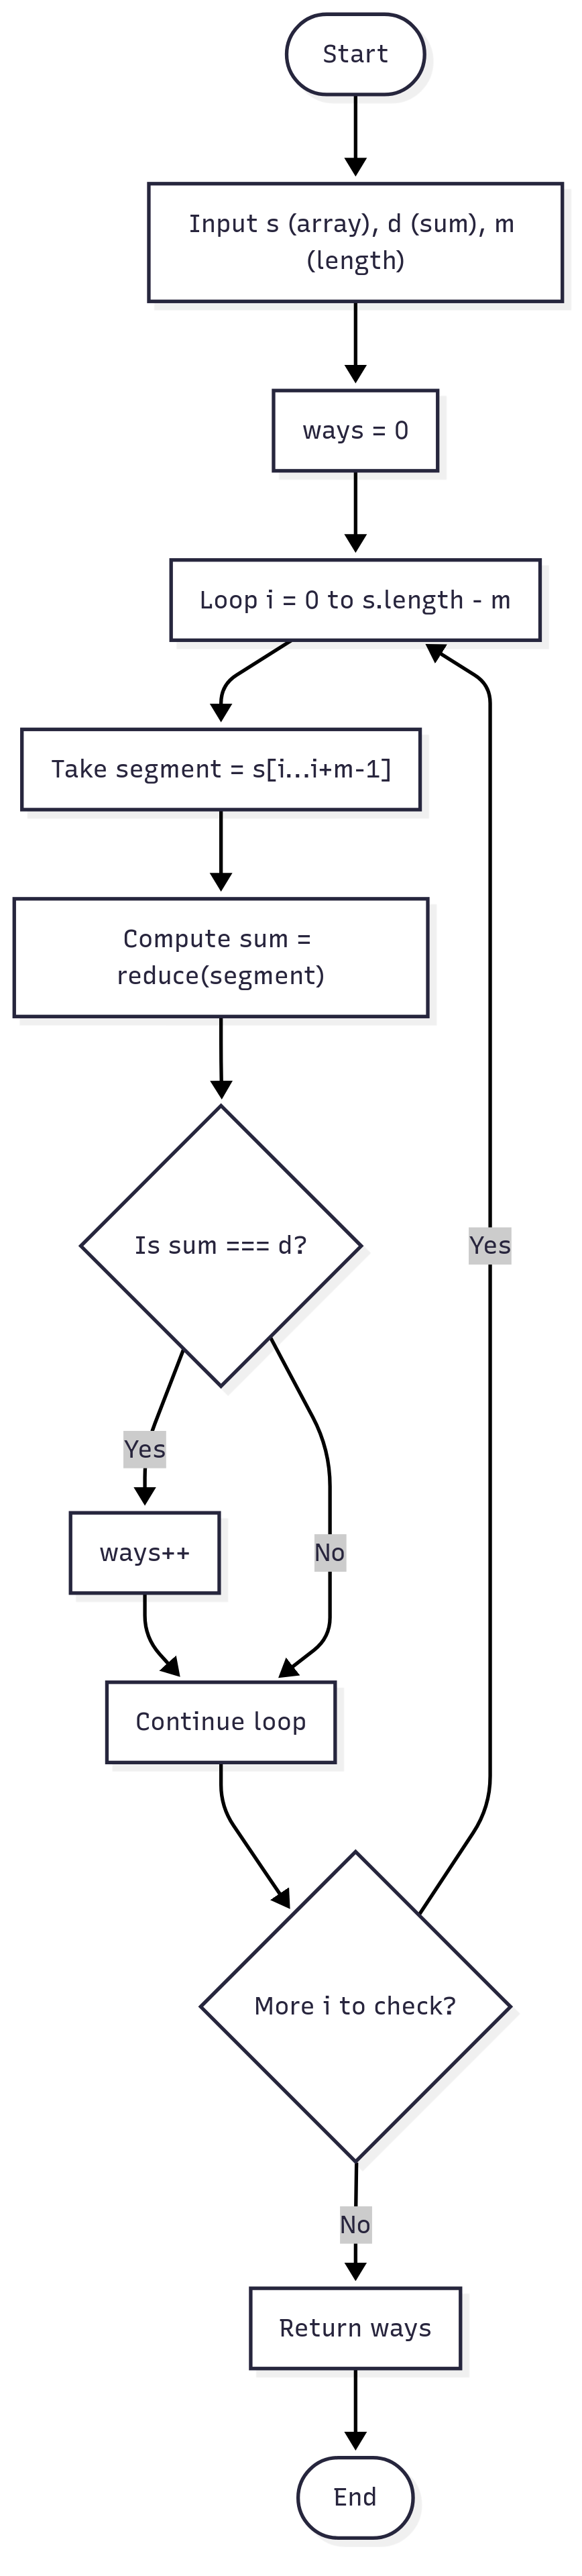 Start
Input s (array), d (sum), m
(length)
ways = 0
Loop i = 0 to s.length - m
Take segment = s[i...i+m-1]
Compute sum =
reduce(segment)
Is sum === d?
Yes
Yes
ways++
No
Continue loop
More i to check?
No
Return ways
End